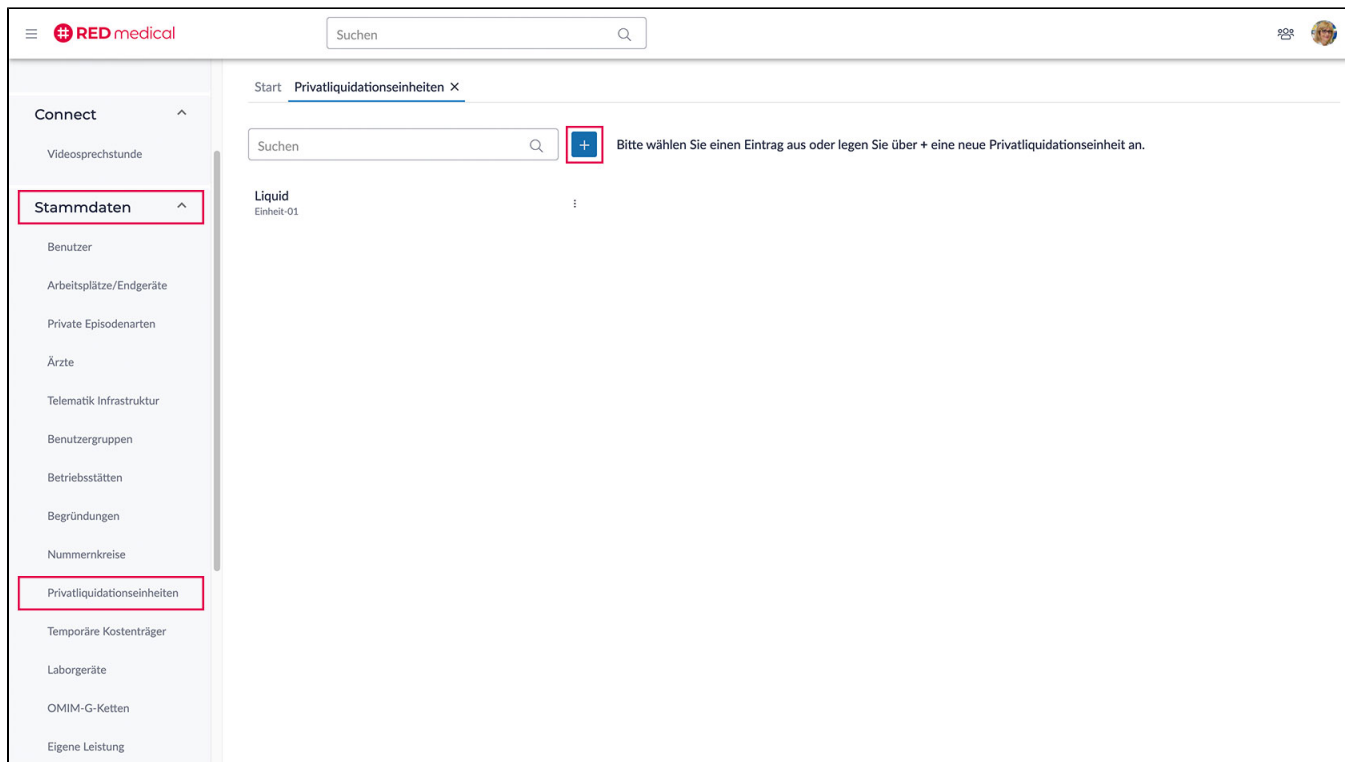 RED medical
Suchen
Connect
Videosprechstunde
Stammdaten
Benutzer
Arbeitsplätze/Endgeräte
Private Episodenarten
Ärzte
Telematik Infrastruktur
Benutzergruppen
Betriebsstätten
Begründungen
Nummernkreise
Privatliquidationseinheiten
Temporäre Kostenträger
Laborgeräte
OMIM-G-Ketten
Eigene Leistung
Start Privatliquidationseinheiten
Suchen
+ Bitte wählen Sie einen Eintrag aus oder legen Sie über + eine neue Privatliquidationseinheit an.
Liquid
Einheit-01